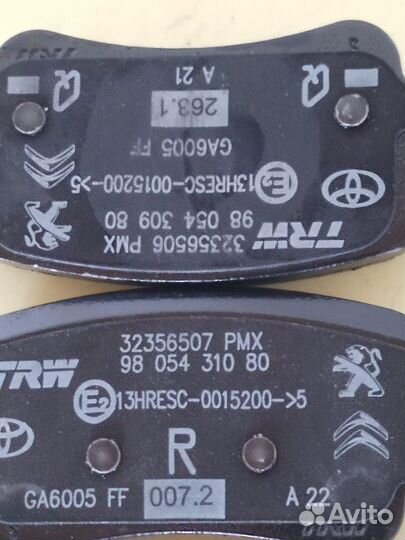 A 21
263.1
GA6005 FF
E2 13HRESC-0015200->5
98 054 309 80
32356506 PMX
TRW
32356507 PMX
98 054 310 80
TRW
E2 13HRESC-0015200->5
R
GA6005 FF 007.2 A 22
Avito